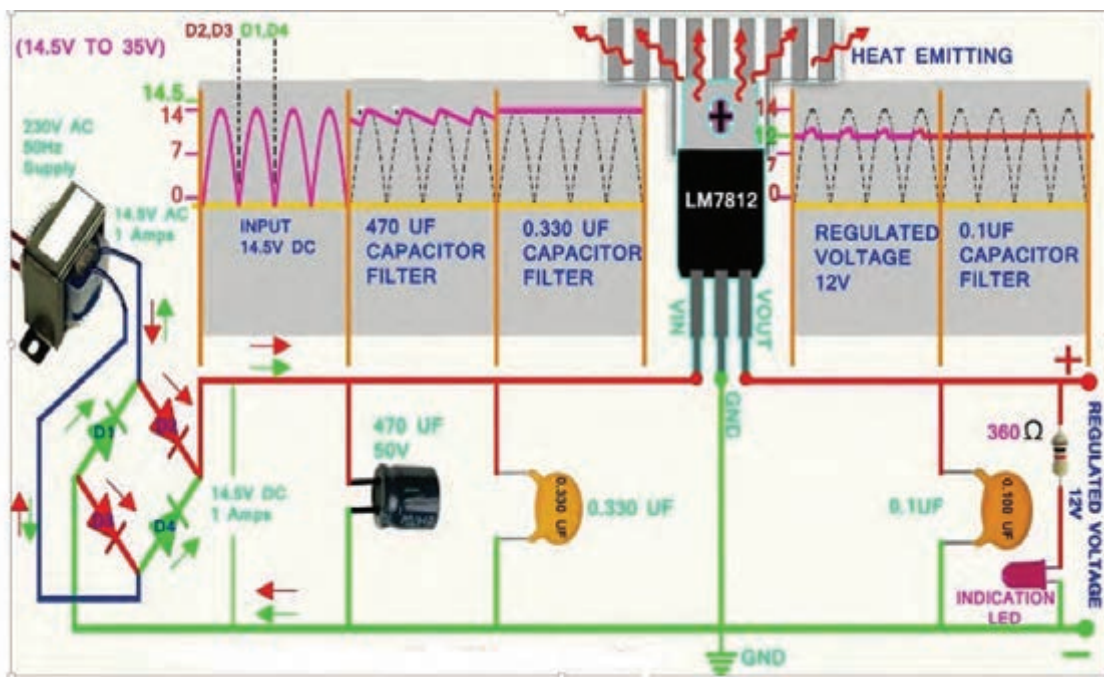 (14.5V TO 35V)
D2,D3 D1,D4
HEAT EMITTING
14.5
14
7
0
230V AC
50Hz
Supply
14.5V AC
1 Amps
INPUT
14.5V DC
470 UF
CAPACITOR
FILTER
0.330 UF
CAPACITOR
FILTER
LM7812
VIN
VOUT
GND
14
12
7
0
REGULATED
VOLTAGE
12V
0.1UF
CAPACITOR
FILTER
+
D1
D2
D3
D4
14.5V DC
1 Amps
470 UF
50V
0.330 UF
0.330 UF
0.1UF
0.100 UF
360Ω
INDICATION
LED
REGULATED VOLTAGE
12V
GND